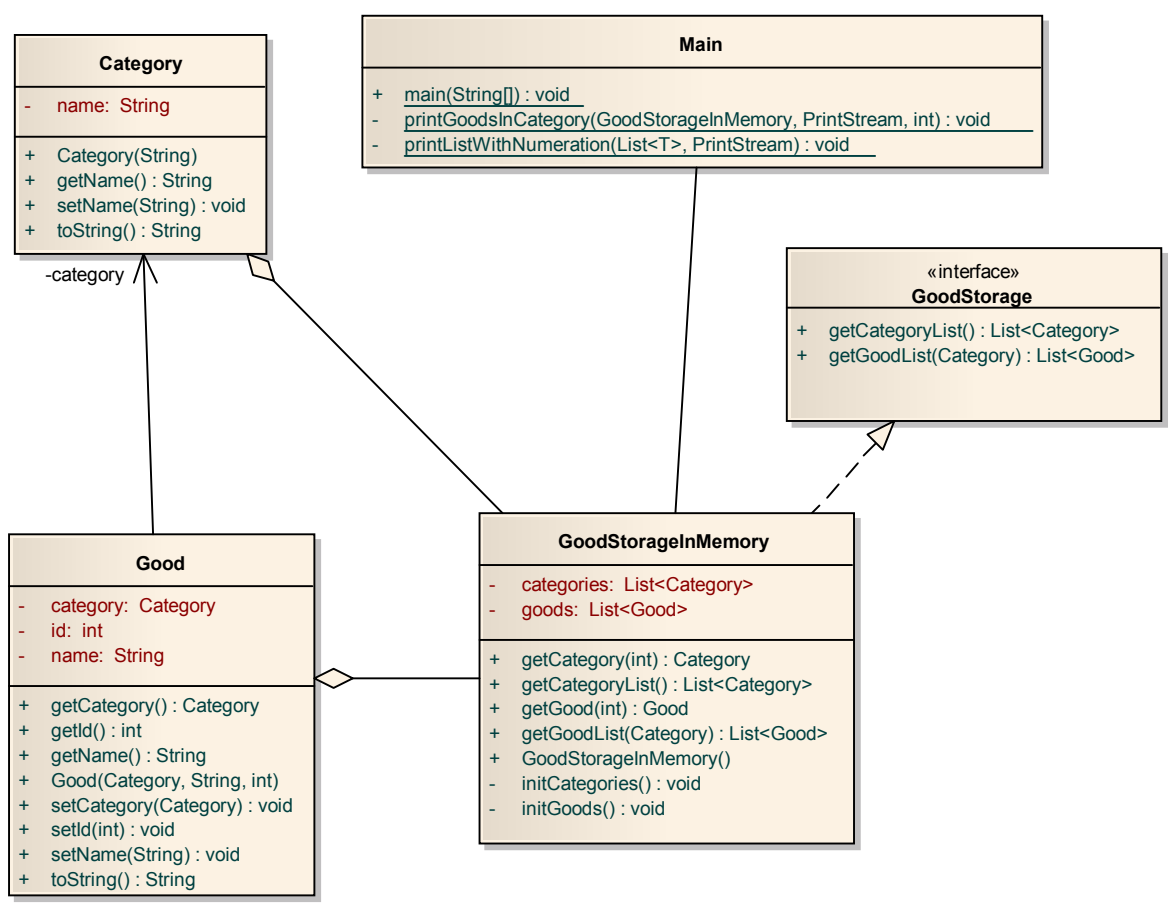 Category
- name: String
+ Category(String)
+ getName() : String
+ setName(String) : void
+ toString() : String
Main
+ main(String[]) : void
- printGoodsInCategory(GoodStorageInMemory, PrintStream, int) : void
- printListWithNumeration(List<T>, PrintStream) : void
-category
«interface»
GoodStorage
+ getCategoryList() : List<Category>
+ getGoodList(Category) : List<Good>
Good
- category: Category
- id: int
- name: String
+ getCategory() : Category
+ getId() : int
+ getName() : String
+ Good(Category, String, int)
+ setCategory(Category) : void
+ setId(int) : void
+ setName(String) : void
+ toString() : String
GoodStorageInMemory
- categories: List<Category>
- goods: List<Good>
+ getCategory(int) : Category
+ getCategoryList() : List<Category>
+ getGood(int) : Good
+ getGoodList(Category) : List<Good>
+ GoodStorageInMemory()
- initCategories() : void
- initGoods() : void